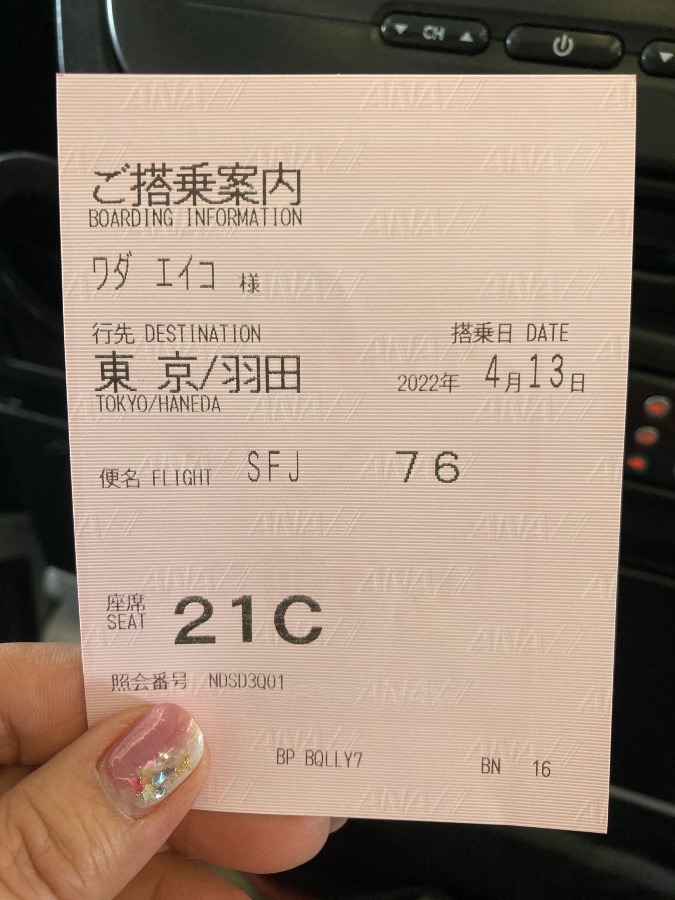 CH
ご搭乗案内
BOARDING INFORMATION
ワダ エイコ 様
行先 DESTINATION 搭乗日 DATE
東 京/羽田 2022年 4月13日
TOKYO/HANEDA
便名 FLIGHT SFJ 76
座席
SEAT 21C
照会番号 NDSD3Q01
BP BQLLY7 BN 16
ANA